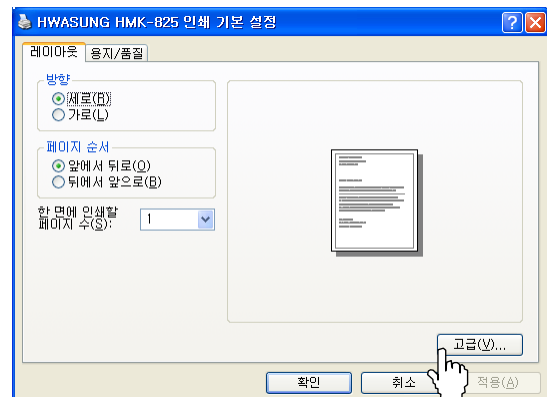 HWASUNG HMK-825 인쇄 기본 설정
레이아웃 용지/품질
방향
세로(R)
가로(L)
페이지 순서
앞에서 뒤로(O)
뒤에서 앞으로(B)
한 면에 인쇄할
페이지 수(S): 1
고급(V)...
확인 취소 적용(A)